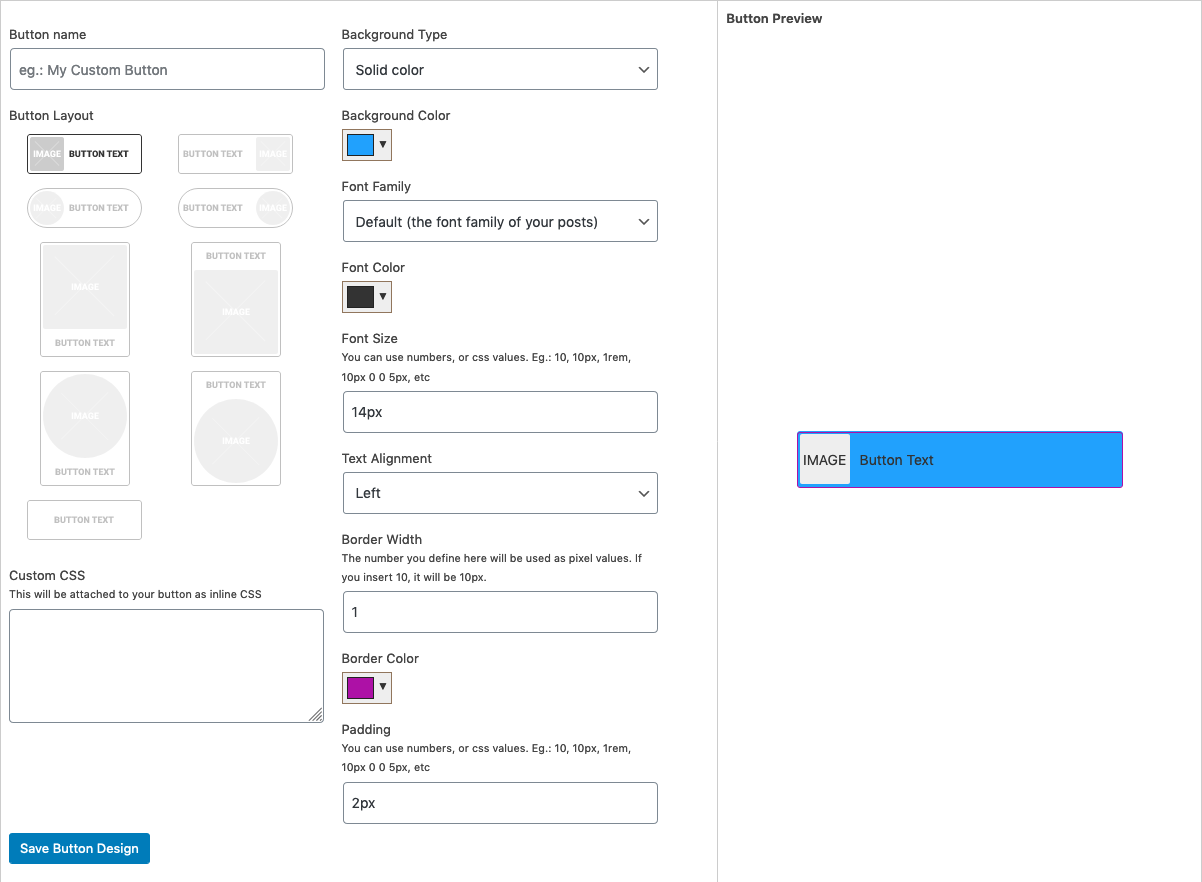 Button name
eg.: My Custom Button
Button Layout
IMAGE BUTTON TEXT
BUTTON TEXT IMAGE
IMAGE BUTTON TEXT
BUTTON TEXT IMAGE
IMAGE
BUTTON TEXT
BUTTON TEXT
IMAGE
IMAGE
BUTTON TEXT
BUTTON TEXT
IMAGE
BUTTON TEXT
Custom CSS
This will be attached to your button as inline CSS
Save Button Design
Background Type
Solid color
Background Color
Font Family
Default (the font family of your posts)
Font Color
Font Size
You can use numbers, or css values. Eg.: 10, 10px, 1rem,
10px 0 0 5px, etc
14px
Text Alignment
Left
Border Width
The number you define here will be used as pixel values. If
you insert 10, it will be 10px.
1
Border Color
Padding
You can use numbers, or css values. Eg.: 10, 10px, 1rem,
10px 0 0 5px, etc
2px
Button Preview
IMAGE Button Text